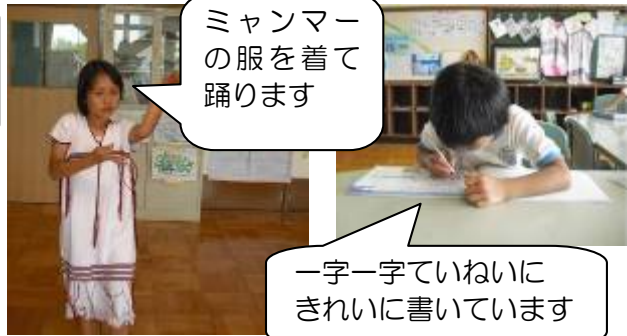 ミャンマー
の服を着て
踊ります
一字一字ていねいに
きれいに書いています